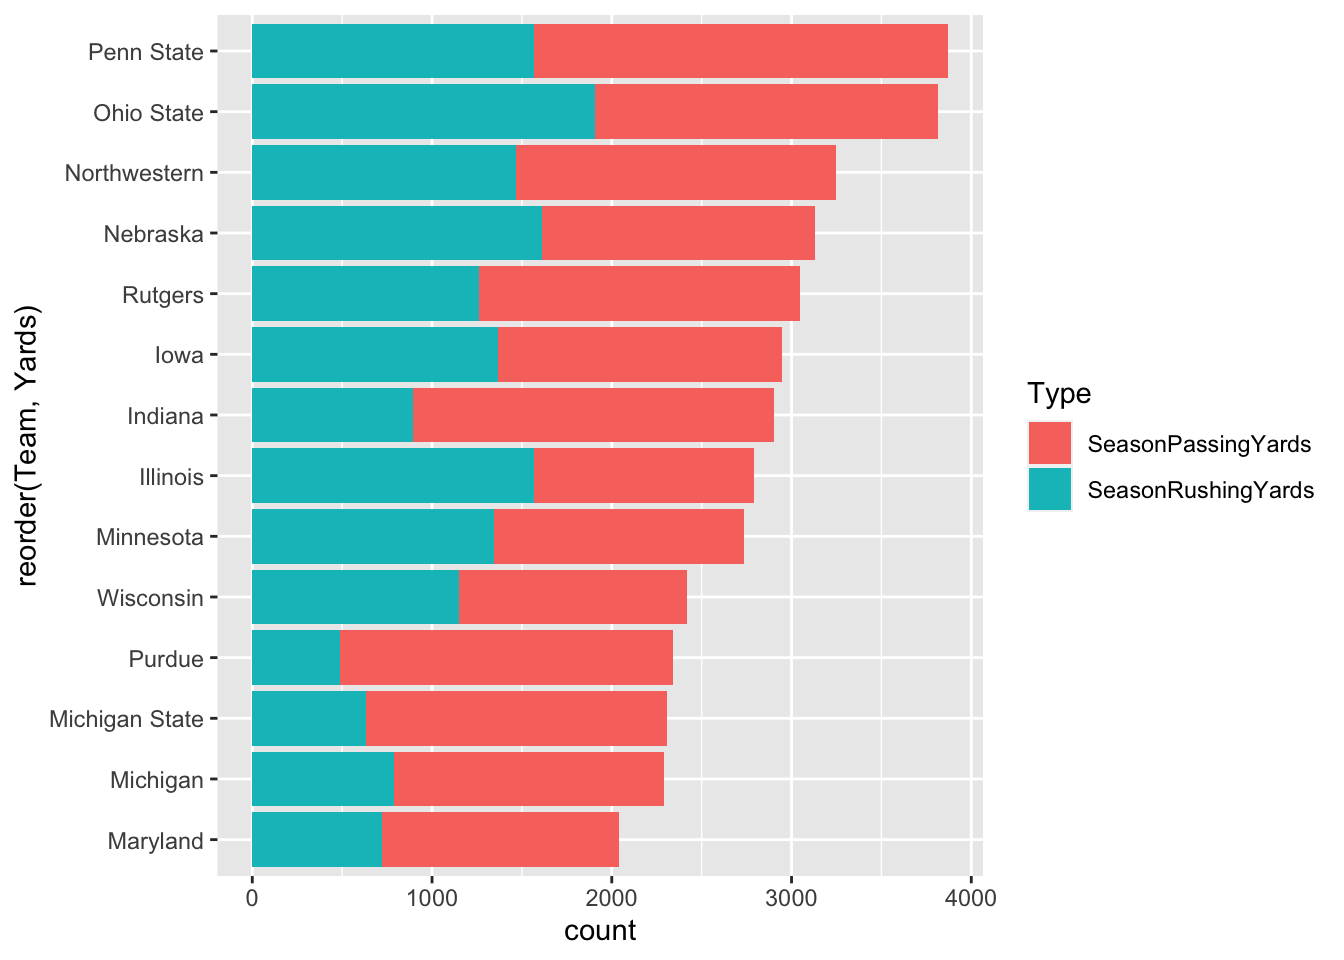 Penn State
Ohio State
Northwestern
Nebraska
Rutgers
Iowa
Indiana
Illinois
Minnesota
Wisconsin
Purdue
Michigan State
Michigan
Maryland
reorder(Team, Yards)
0 1000 2000 3000 4000
count
Type
SeasonPassingYards
SeasonRushingYards